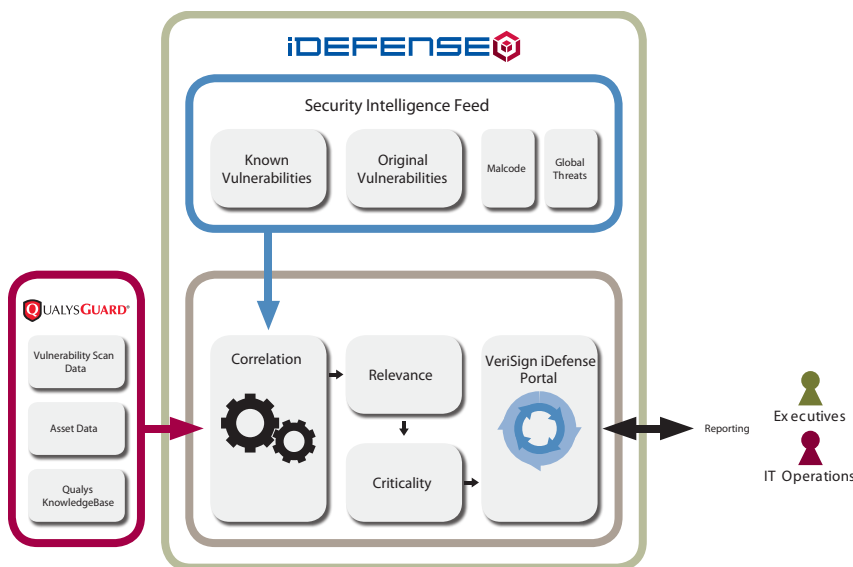 iDEFENSE
Security Intelligence Feed
Known
Vulnerabilities
Original
Vulnerabilities
Malcode
Global
Threats
QUALYSGUARD®
Vulnerability Scan
Data
Asset Data
Qualys
KnowledgeBase
Correlation
Relevance
Criticality
VeriSign iDefense
Portal
Reporting
Executives
IT Operations